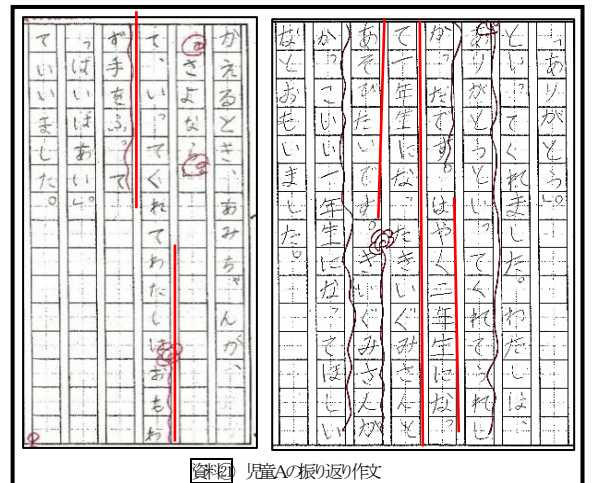 「ありがとう。」
といってくれました。わたしは、
ありがとうといってくれてうれし
かったです。はやく二年生になっ
て一年生になったきいぐみさんと
あそびたいです。きいぐみさんが
かっこいい一年生になってほしい
なとおもいました。
かえるとき、あみちゃんが、
「さよなら」
て、いってくれてわたしはおもわ
ず手をふって
「ばいばあい」。
ていいました。
資料21 児童Aの振り返り作文